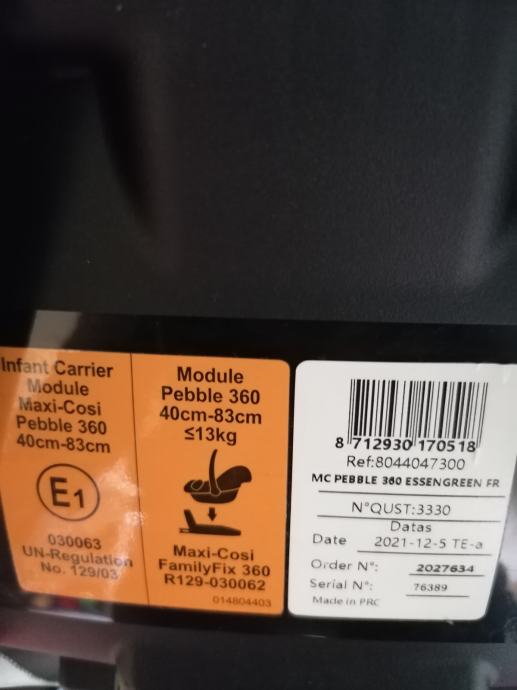 Infant Carrier
Module
Maxi-Cosi
Pebble 360
40cm-83cm
E1
030063
UN-Regulation
No. 129/03
Module
Pebble 360
40cm-83cm
≤13kg
Maxi-Cosi
FamilyFix 360
R129-030062
014804403
8 712930 170518
Ref:8044047300
MC PEBBLE 360 ESSENGREEN FR
N°QUST:3330
Datas
Date 2021-12-5 TE-a
Order N°: 2027634
Serial N°: 76389
Made in PRC